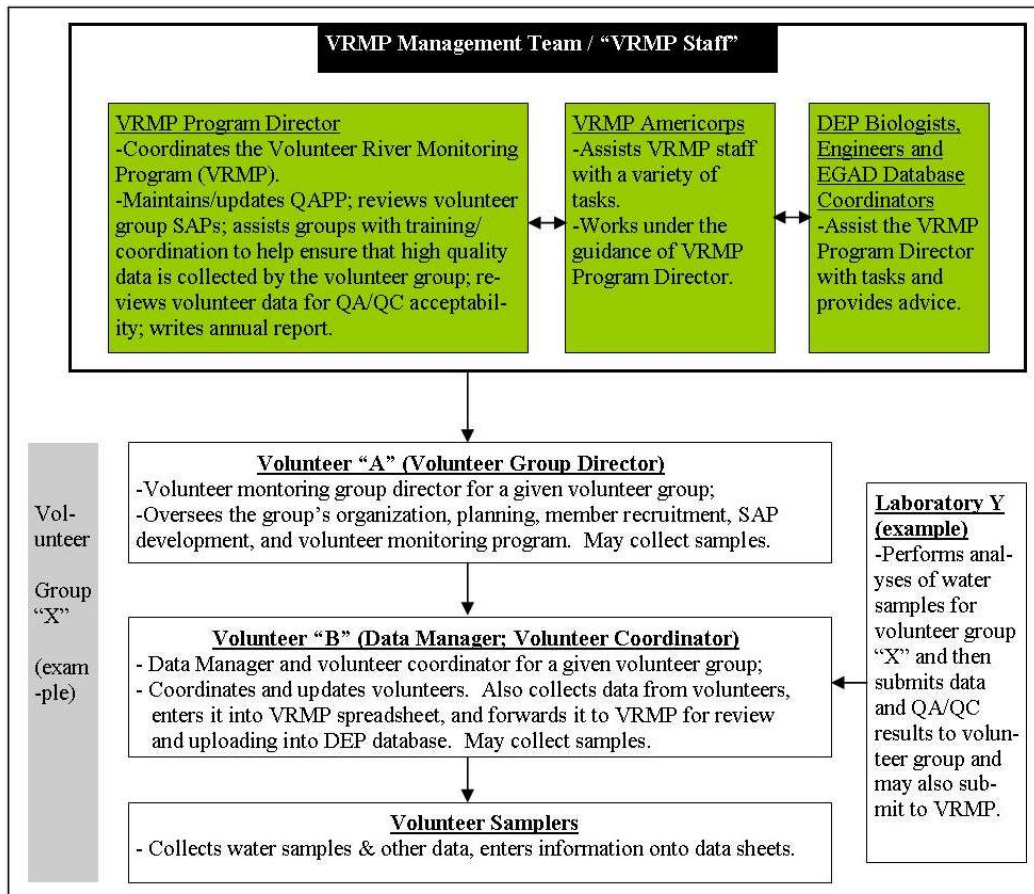 VRMP Management Team / “VRMP Staff”
VRMP Program Director
-Coordinates the Volunteer River Monitoring
Program (VRMP).
-Maintains/updates QAPP; reviews volunteer
group SAPs; assists groups with training/
coordination to help ensure that high quality
data is collected by the volunteer group; re-
views volunteer data for QA/QC acceptabil-
ity; writes annual report.
VRMP Americorps
-Assists VRMP staff
with a variety of
tasks.
-Works under the
guidance of VRMP
Program Director.
DEP Biologists,
Engineers and
EGAD Database
Coordinators
-Assist the VRMP
Program Director
with tasks and
provides advice.
Vol-
unteer
Group
“X”
(exam
-ple)
Volunteer “A” (Volunteer Group Director)
-Volunteer montoring group director for a given volunteer group;
-Oversees the group’s organization, planning, member recruitment, SAP
development, and volunteer monitoring program.  May collect samples.
Volunteer “B” (Data Manager; Volunteer Coordinator)
- Data Manager and volunteer coordinator for a given volunteer group;
- Coordinates and updates volunteers.  Also collects data from volunteers,
enters it into VRMP spreadsheet, and forwards it to VRMP for review
and uploading into DEP database.  May collect samples.
Volunteer Samplers
- Collects water samples & other data, enters information onto data sheets.
Laboratory Y
(example)
-Performs anal-
yses of water
samples for
volunteer group
“X” and then
submits data
and QA/QC
results to volun-
teer group and
may also sub-
mit to VRMP.